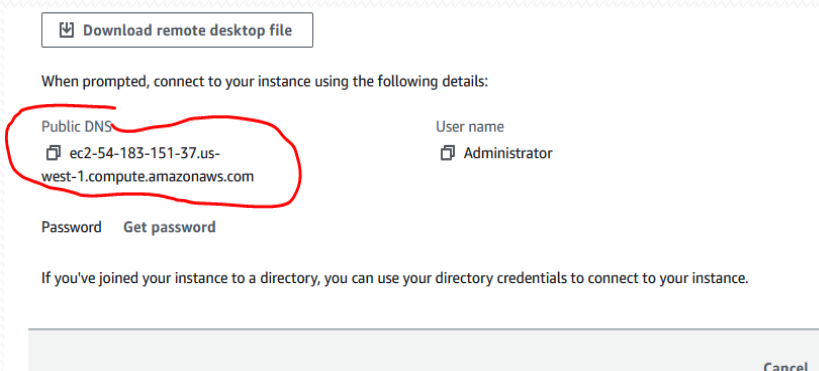 Download remote desktop file
When prompted, connect to your instance using the following details:
Public DNS
ec2-54-183-151-37.us-
west-1.compute.amazonaws.com
User name
Administrator
Password Get password
If you've joined your instance to a directory, you can use your directory credentials to connect to your instance.
Cancel